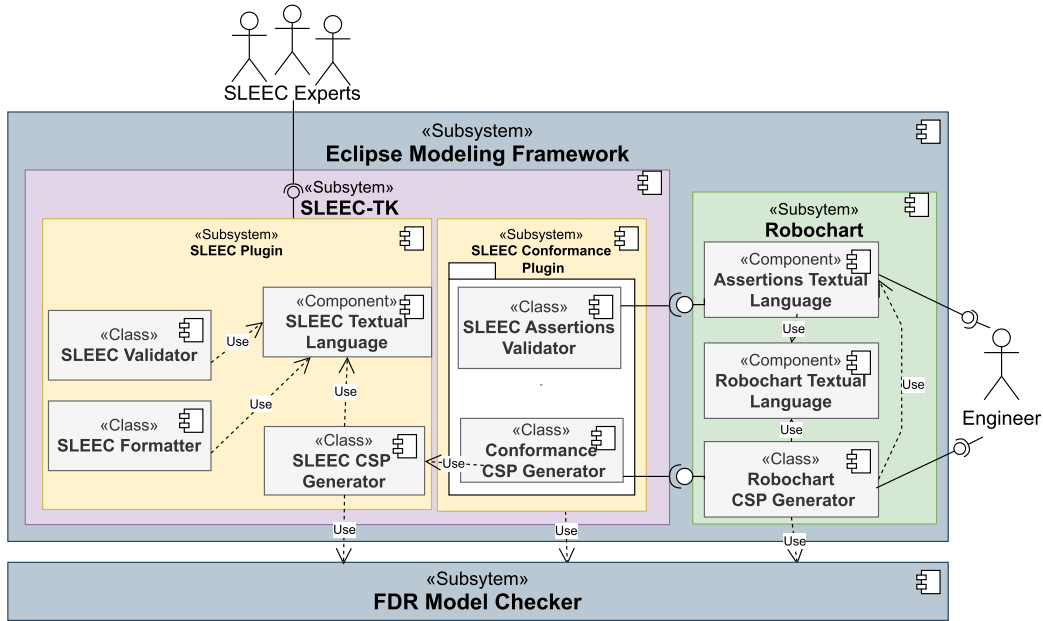 SLEEC Experts
«Subsystem»
Eclipse Modeling Framework
«Subsytem»
SLEEC-TK
«Subsystem»
SLEEC Plugin
«Class»
SLEEC Validator
«Class»
SLEEC Formatter
«Component»
SLEEC Textual
Language
«Class»
SLEEC CSP
Generator
Use
Use
Use
«Subsytem»
SLEEC Conformance
Plugin
«Class»
SLEEC Assertions
Validator
«Class»
Conformance
CSP Generator
Use
«Subsytem»
Robochart
«Component»
Assertions Textual
Language
Use
«Component»
Robochart Textual
Language
Use
«Class»
Robochart
CSP Generator
Use
Engineer
Use
Use
Use
«Subsytem»
FDR Model Checker